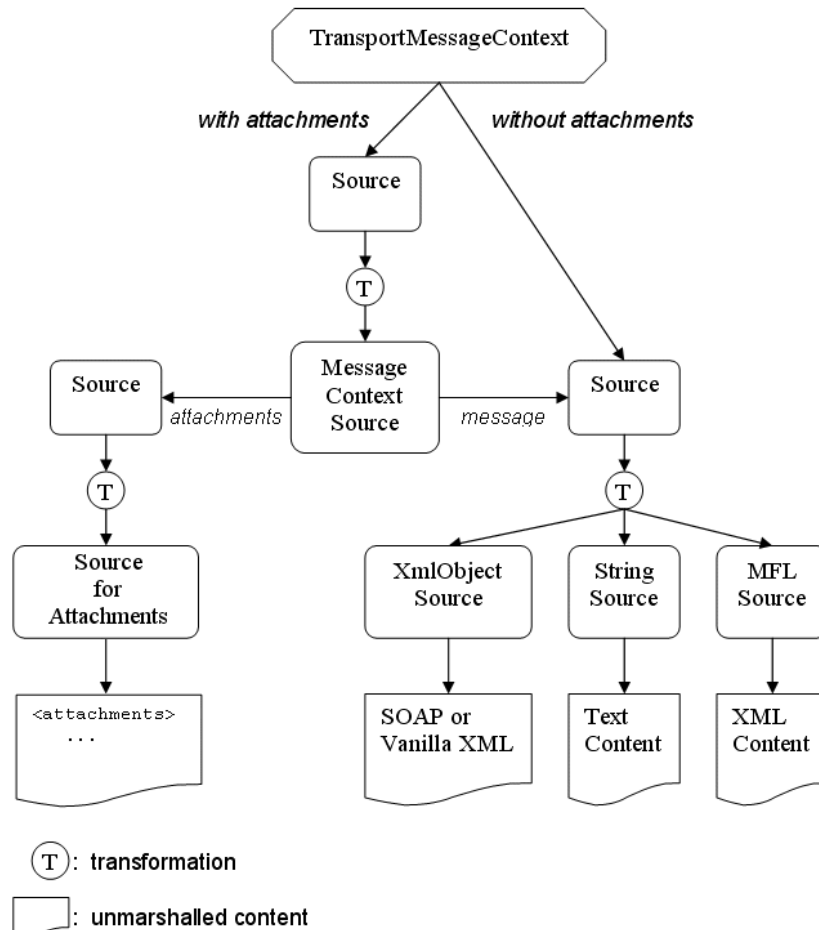 TransportMessageContext
with attachments
without attachments
Source
T
Message
Context
Source
Source
attachments
message
Source
T
T
Source
for
Attachments
XmlObject
Source
String
Source
MFL
Source
<attachments>
...
SOAP or
Vanilla XML
Text
Content
XML
Content
T : transformation
: unmarshalled content